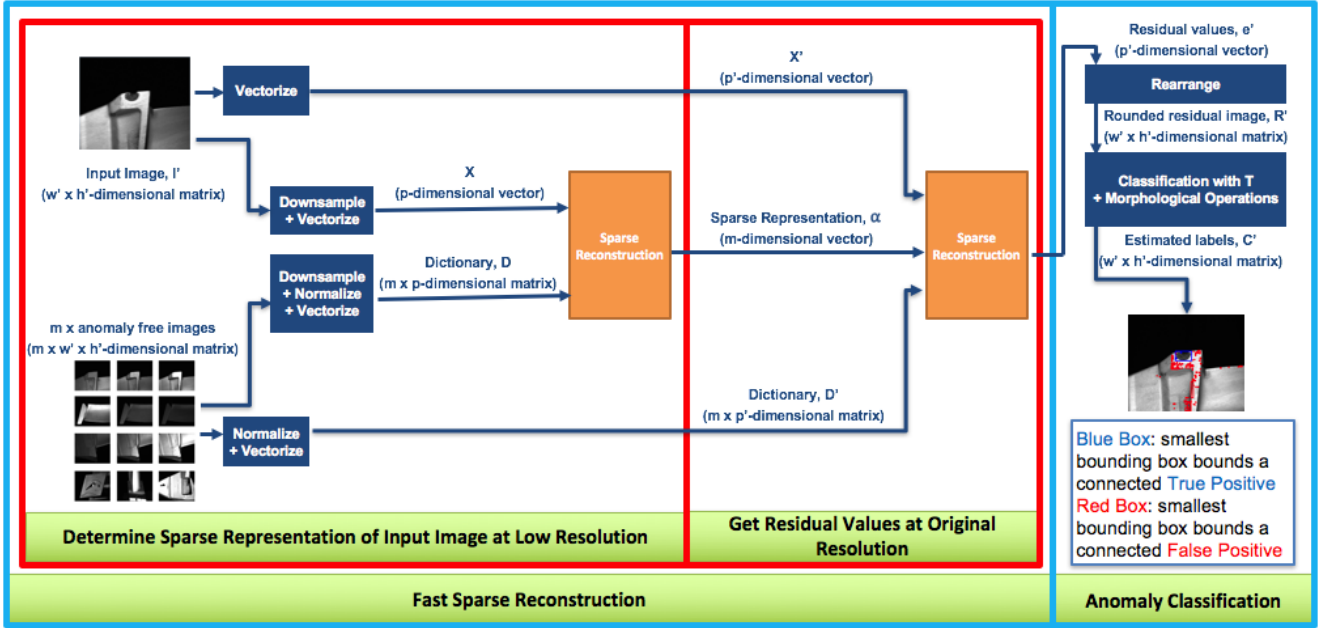 Vectorize
X'
(p'-dimensional vector)
Input Image, I'
(w' x h'-dimensional matrix)
Downsample
+ Vectorize
X
(p-dimensional vector)
Sparse
Reconstruction
Sparse Representation, α
(m-dimensional vector)
Sparse
Reconstruction
Downsample
+ Normalize
+ Vectorize
Dictionary, D
(m x p-dimensional matrix)
m x anomaly free images
(m x w' x h'-dimensional matrix)
Normalize
+ Vectorize
Dictionary, D'
(m x p'-dimensional matrix)
Determine Sparse Representation of Input Image at Low Resolution
Get Residual Values at Original
Resolution
Fast Sparse Reconstruction
Residual values, e'
(p'-dimensional vector)
Rearrange
Rounded residual image, R'
(w' x h'-dimensional matrix)
Classification with T
+ Morphological Operations
Estimated labels, C'
(w' x h'-dimensional matrix)
Blue Box: smallest
bounding box bounds a
connected True Positive
Red Box: smallest
bounding box bounds a
connected False Positive
Anomaly Classification